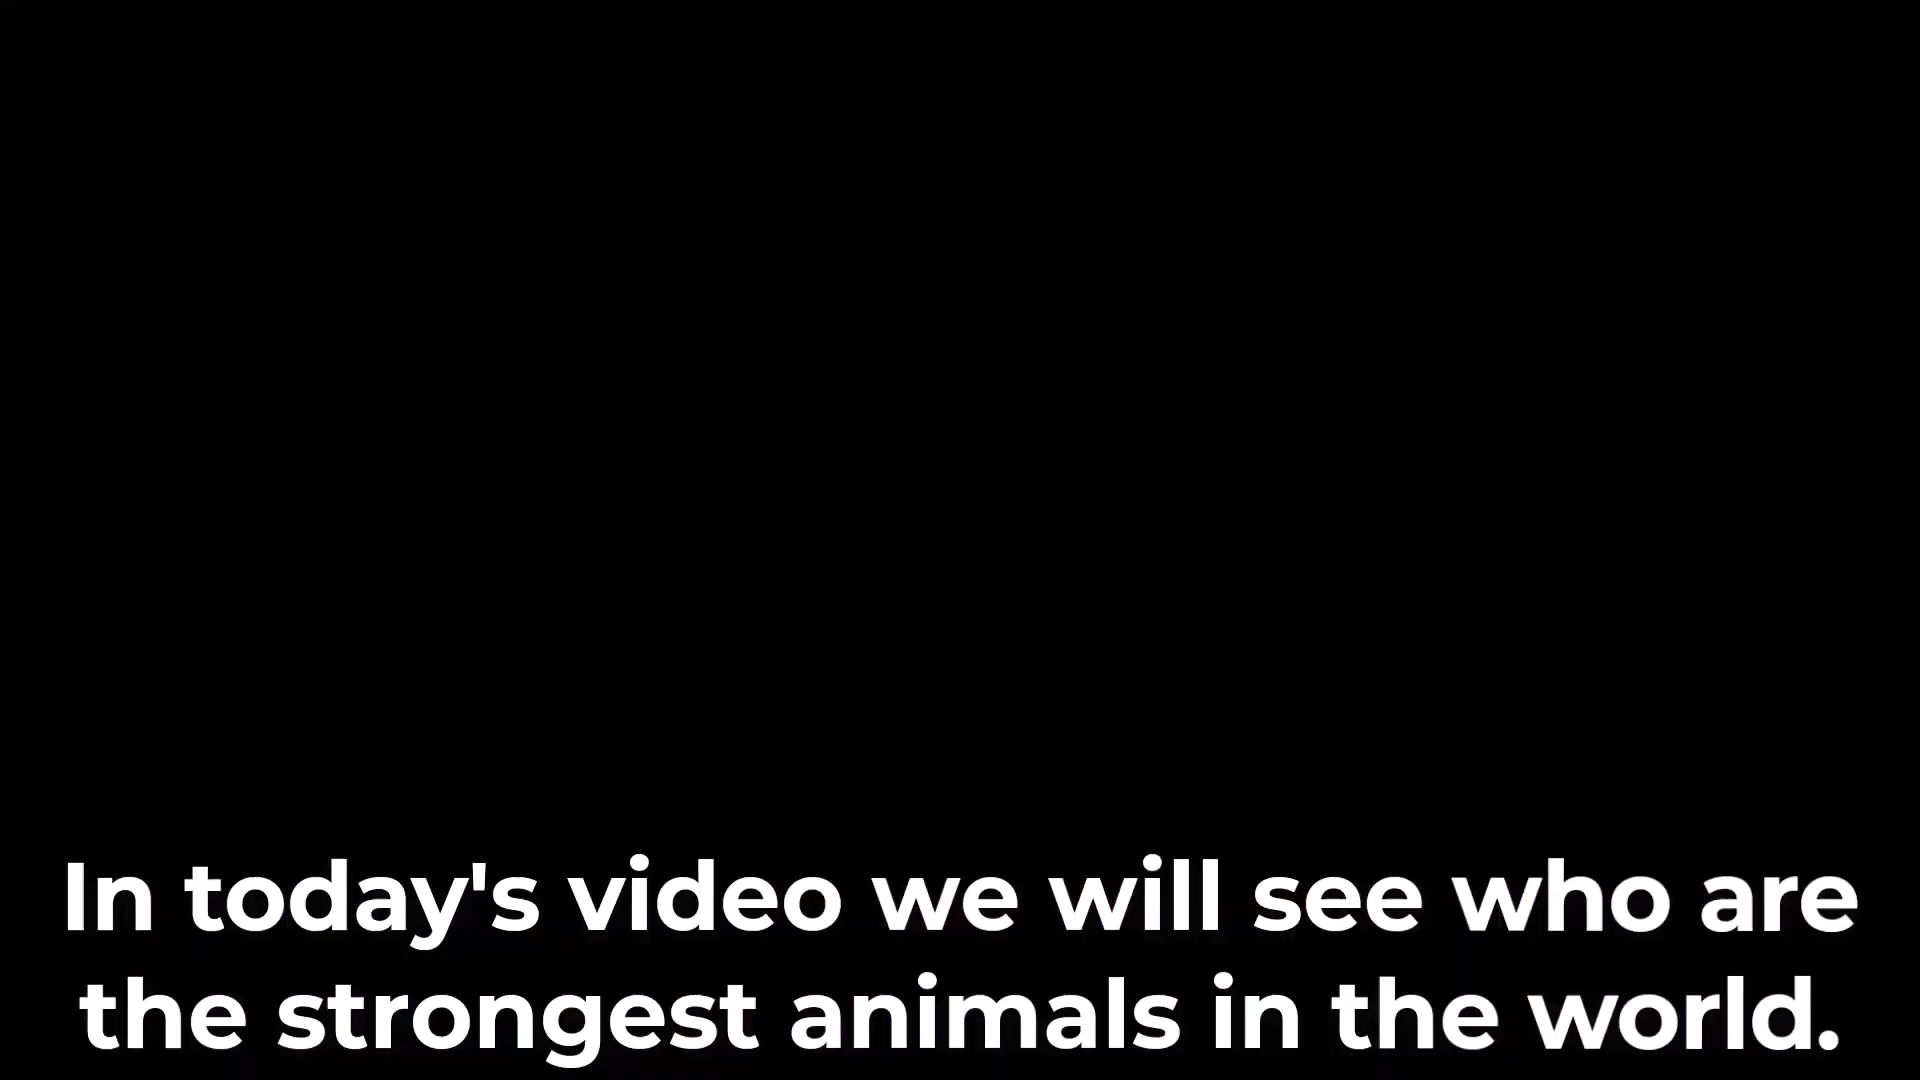 In today's video we will see who are
the strongest animals in the world.